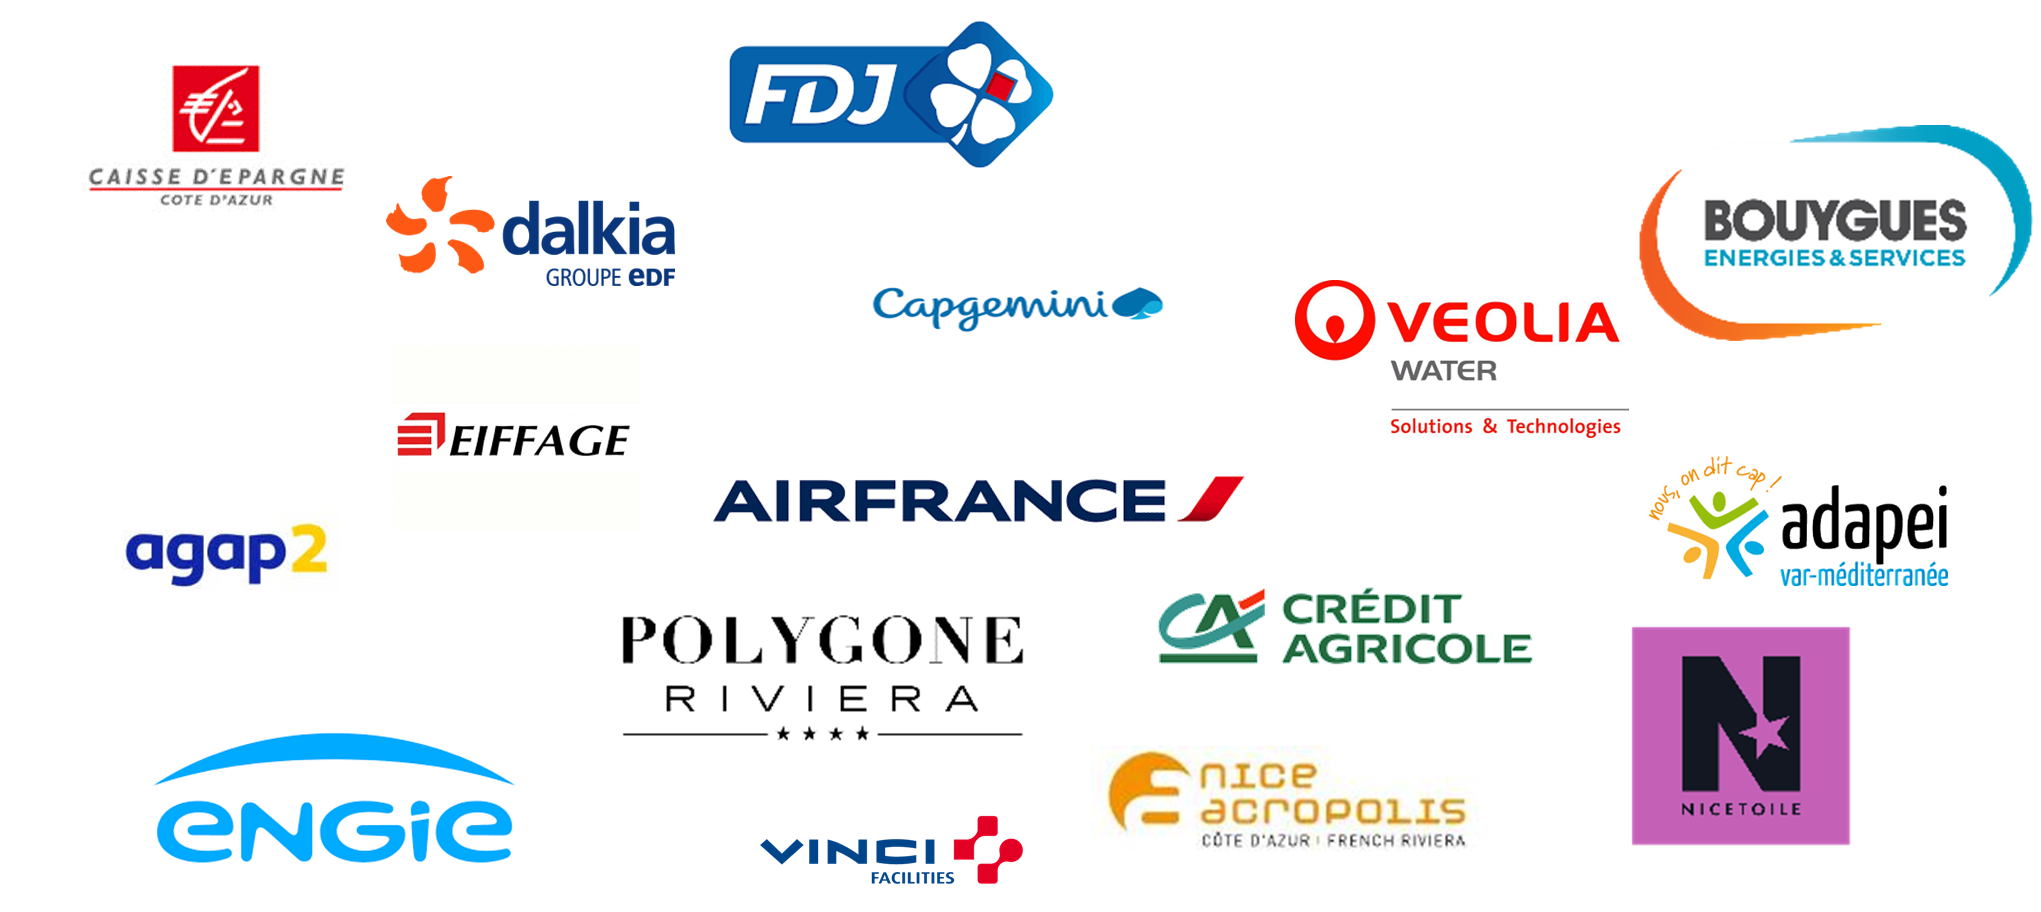 FDJ
CAISSE D'EPARGNE
COTE D'AZUR
dalkia
GROUPE eDF
BOUYGUES
ENERGIES & SERVICES
Capgemini
VEOLIA
WATER
Solutions & Technologies
EIFFAGE
AIRFRANCE
nous, on dit cap !
adapei
var-méditerranée
agap2
POLYGONE
RIVIERA
CRÉDIT
AGRICOLE
N
NICETOILE
ENGIE
nice
acropolis
CÔTE D'AZUR | FRENCH RIVIERA
VINCI
FACILITIES